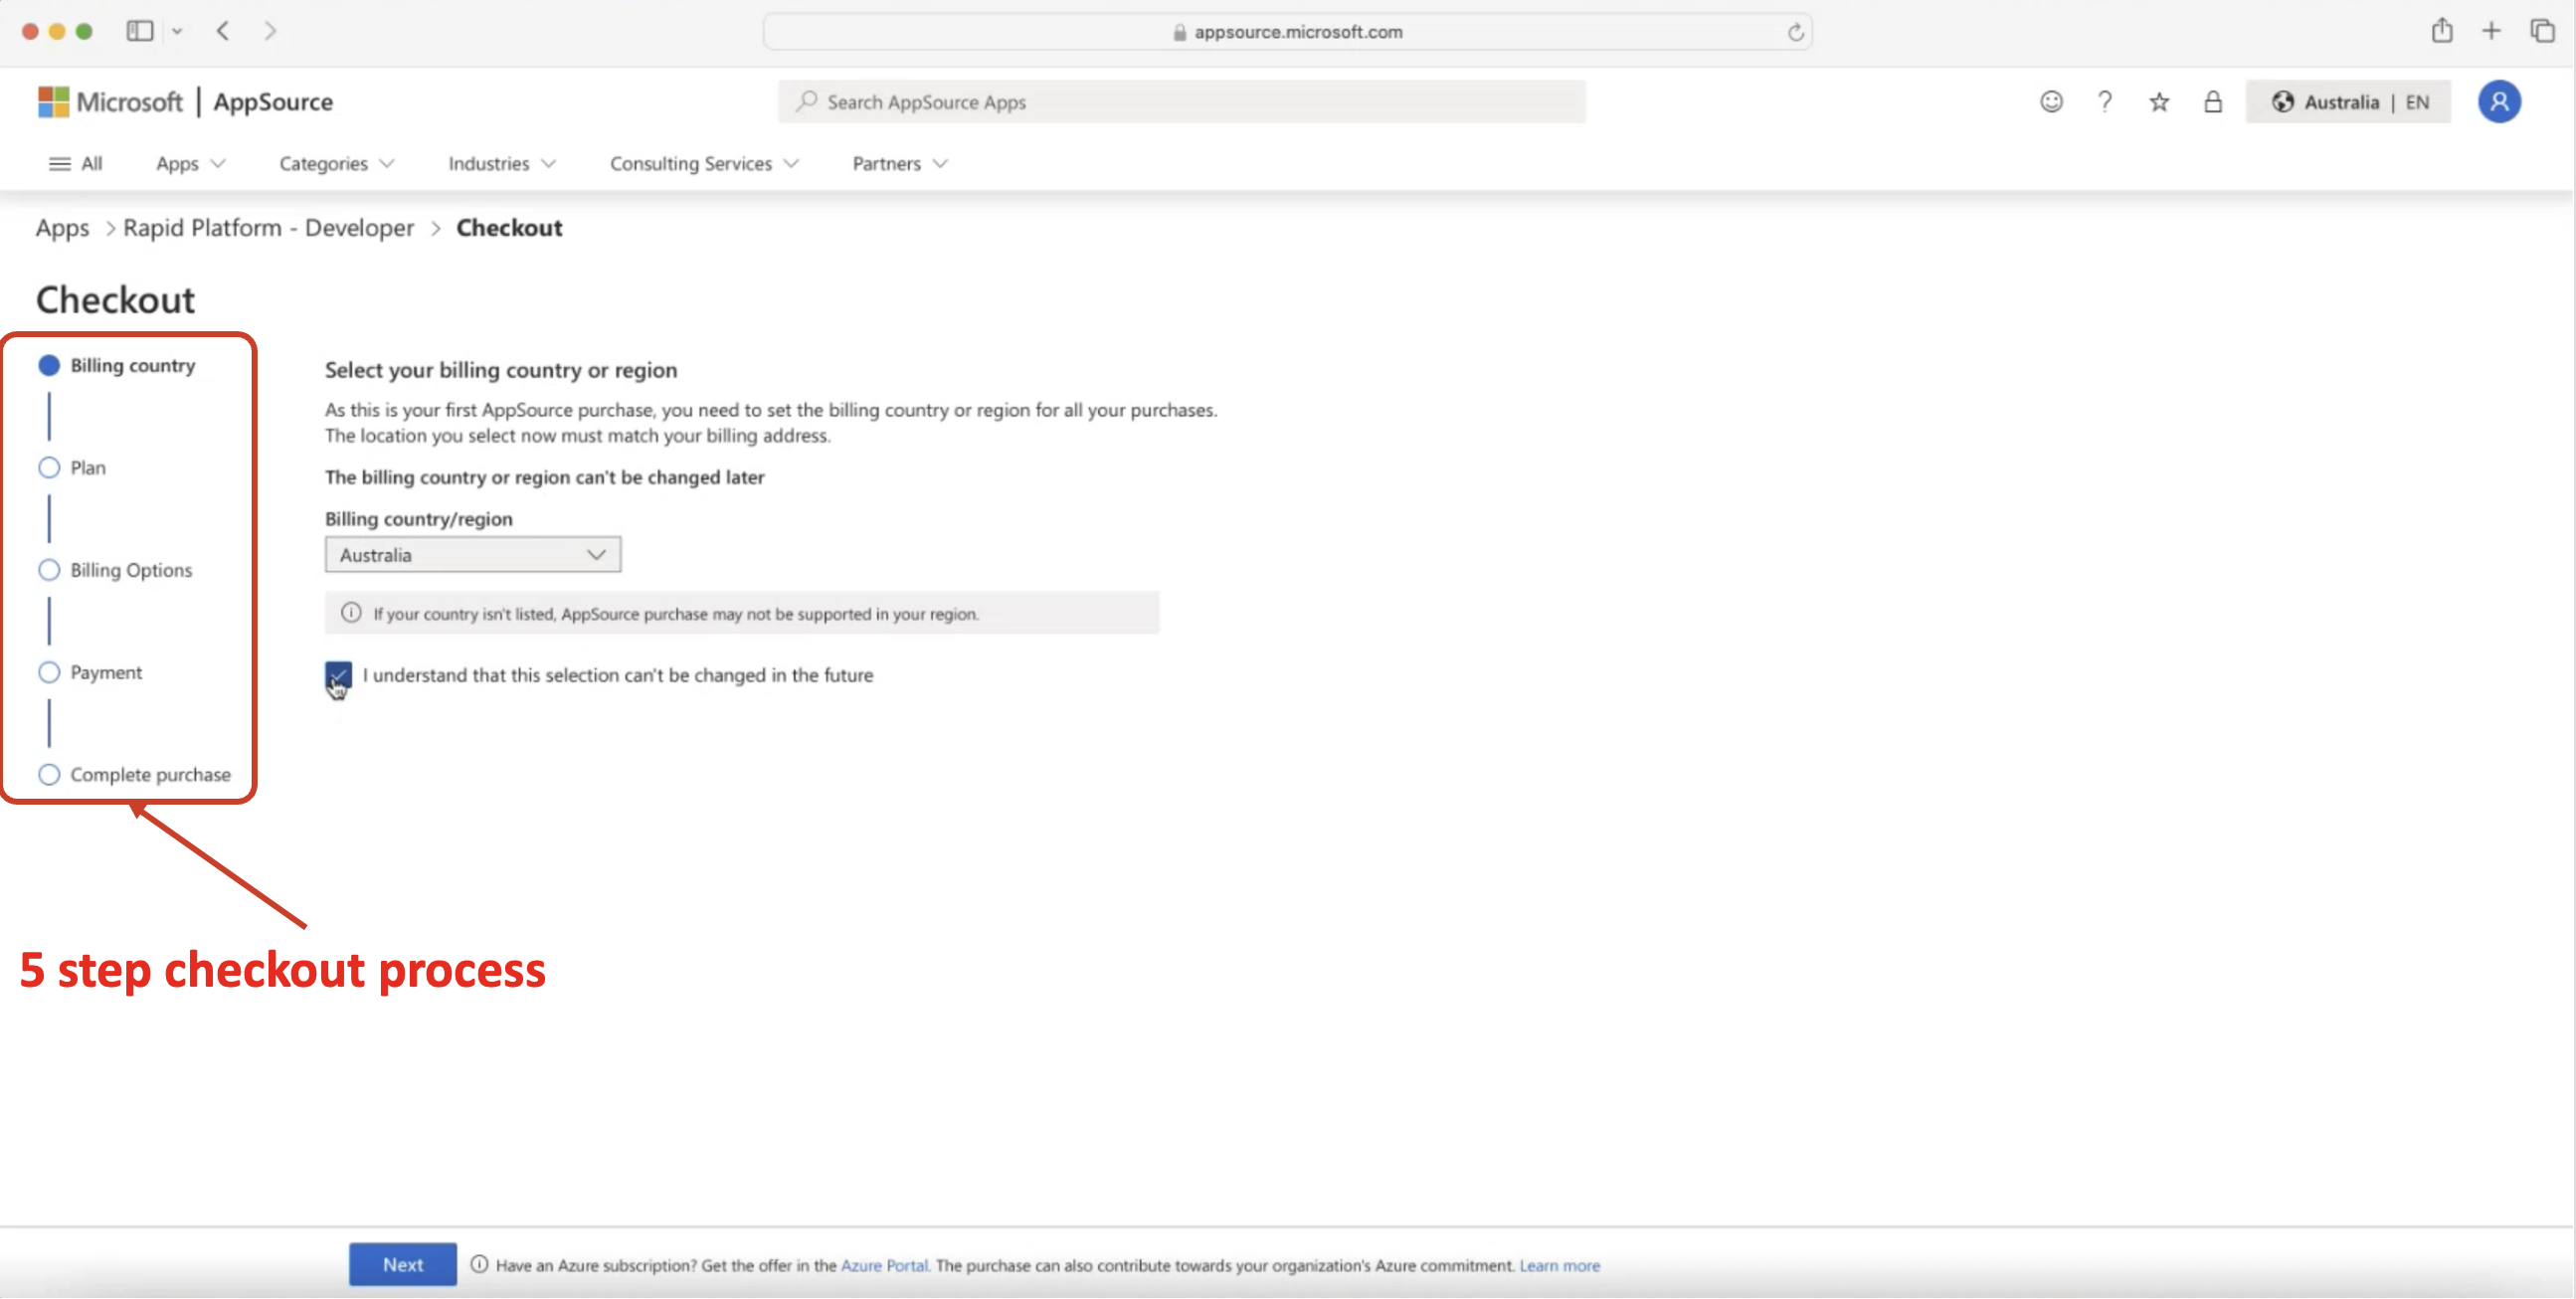 appsource.microsoft.com
Microsoft | AppSource
Search AppSource Apps
Australia | EN
All Apps Categories Industries Consulting Services Partners
Apps > Rapid Platform - Developer > Checkout
Checkout
Billing country
Plan
Billing Options
Payment
Complete purchase
Select your billing country or region
As this is your first AppSource purchase, you need to set the billing country or region for all your purchases.
The location you select now must match your billing address.
The billing country or region can't be changed later
Billing country/region
Australia
If your country isn't listed, AppSource purchase may not be supported in your region.
I understand that this selection can't be changed in the future
5 step checkout process
Next
Have an Azure subscription? Get the offer in the Azure Portal. The purchase can also contribute towards your organization's Azure commitment. Learn more